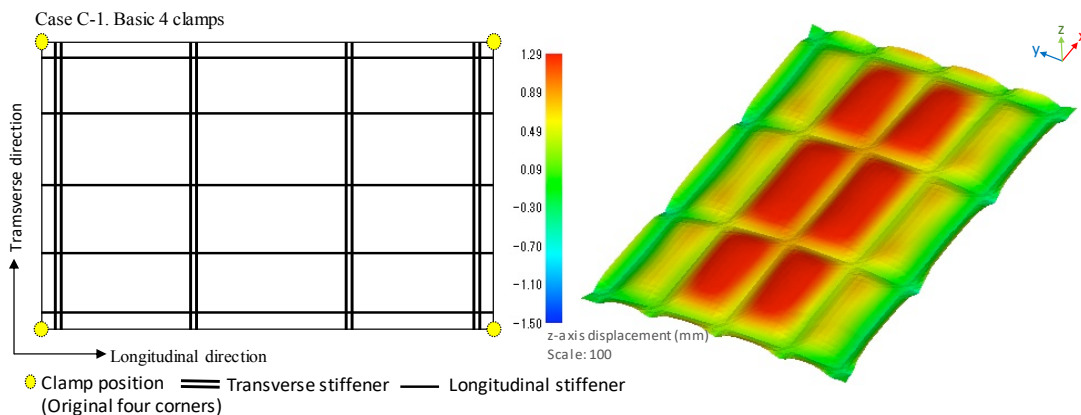 Case C-1. Basic 4 clamps
Tramsverse direction
Longitudinal direction
Clamp position
(Original four corners)
Transverse stiffener
Longitudinal stiffener
1.29
0.89
0.49
0.09
-0.30
-0.70
-1.10
-1.50
z-axis displacement (mm)
Scale: 100
z
x
y